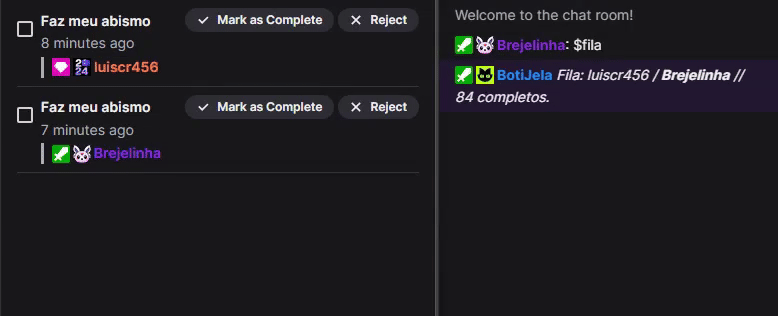 Faz meu abismo
Mark as Complete
Reject
8 minutes ago
luiscr456
Faz meu abismo
Mark as Complete
Reject
7 minutes ago
Brejelinha
Welcome to the chat room!
Brejelinha: $fila
BotiJela Fila: luiscr456 / Brejelinha //
84 completos.